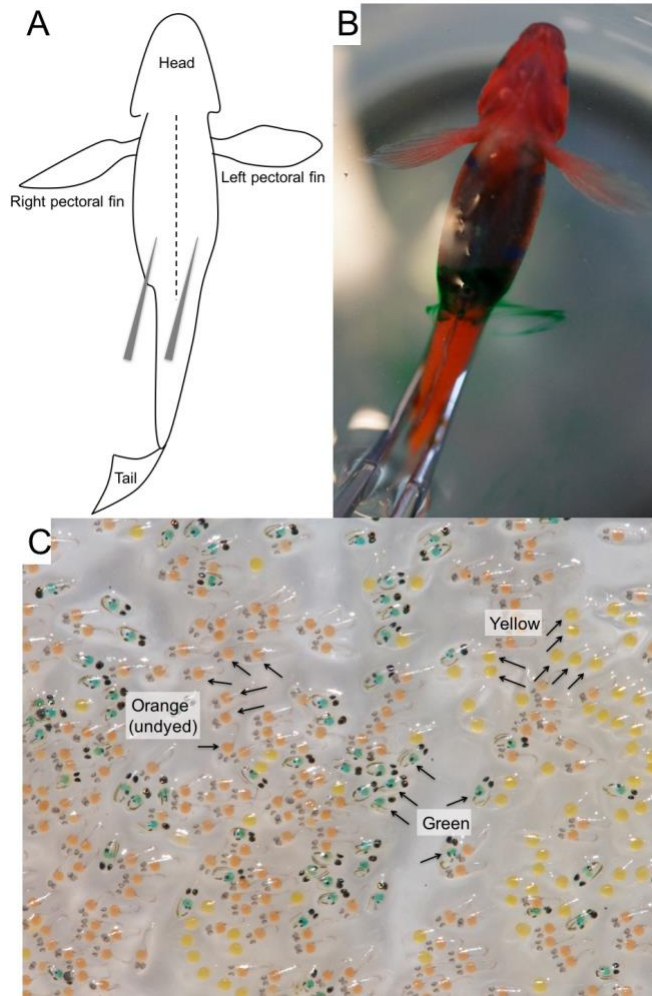 A
Head
Left pectoral fin
Right pectoral fin
Tail
B
C
Yellow
Orange
(undyed)
Green